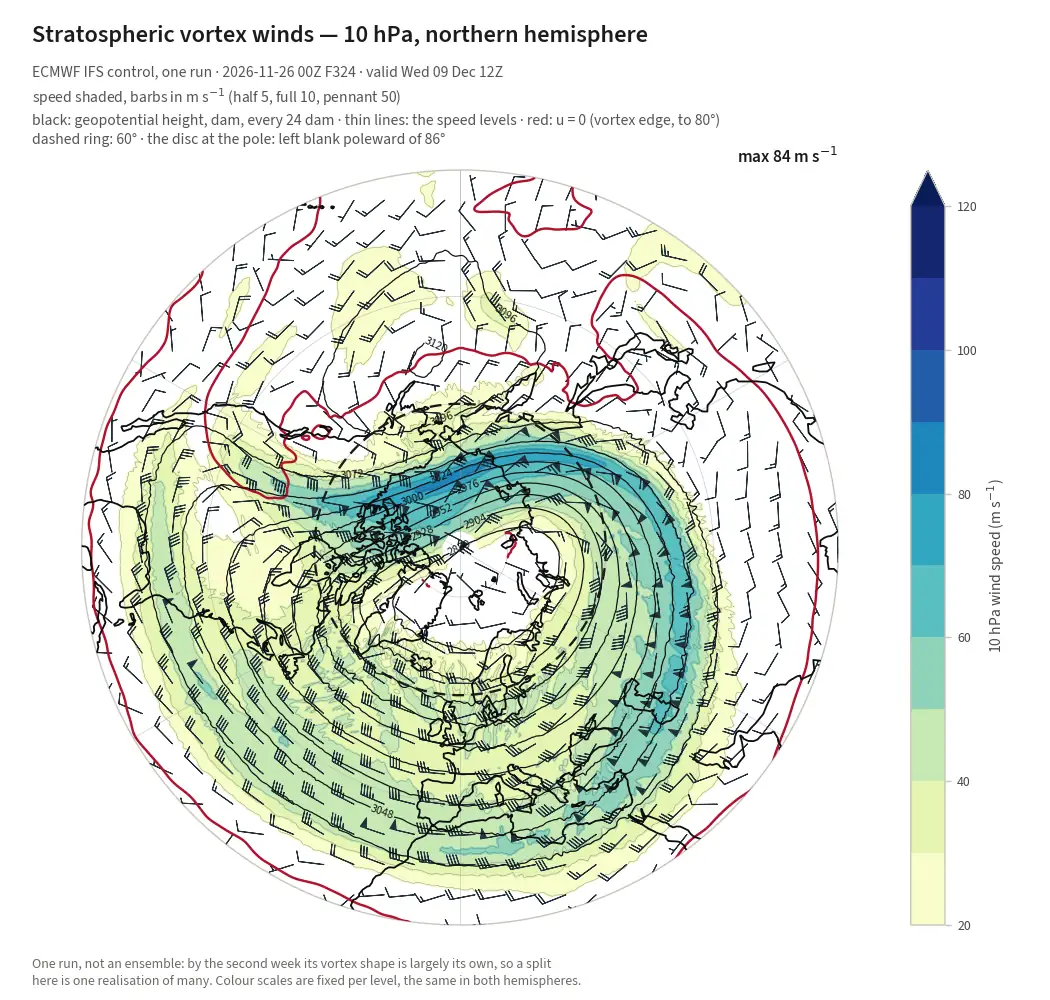 Stratospheric vortex winds — 10 hPa, northern hemisphere
ECMWF IFS control, one run · 2026-11-26 00Z F324 · valid Wed 09 Dec 12Z
speed shaded, barbs in m s⁻¹ (half 5, full 10, pennant 50)
black: geopotential height, dam, every 24 dam · thin lines: the speed levels · red: u = 0 (vortex edge, to 80°)
dashed ring: 60° · the disc at the pole: left blank poleward of 86°
max 84 m s⁻¹
120
100
80
60
40
20
10 hPa wind speed (m s⁻¹)
3096
3120
3072
3000
2976
2904
3048
One run, not an ensemble: by the second week its vortex shape is largely its own, so a split
here is one realisation of many. Colour scales are fixed per level, the same in both hemispheres.